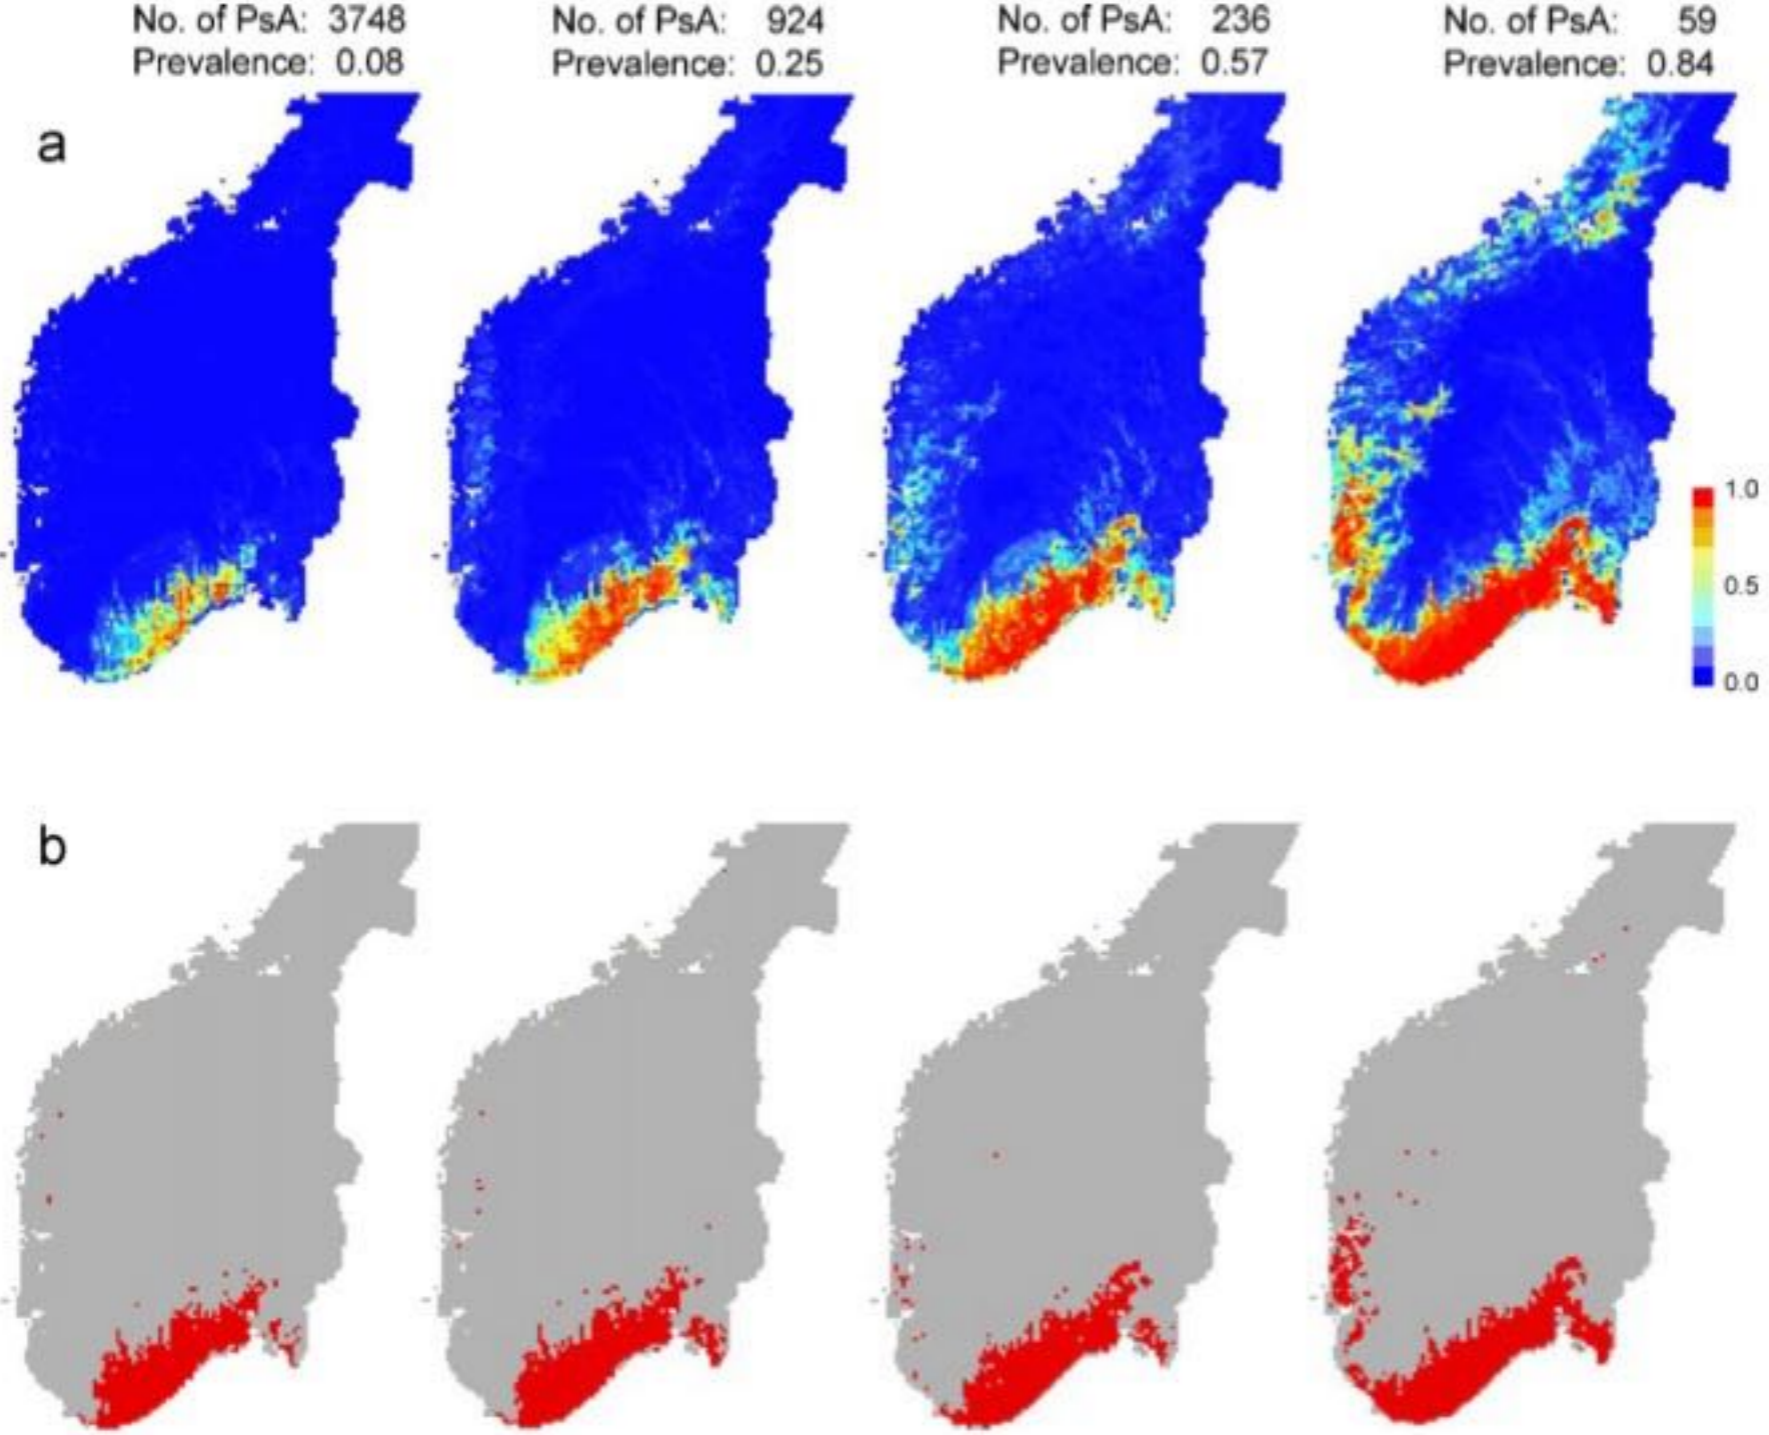 No. of PsA: 3748
Prevalence: 0.08
No. of PsA: 924
Prevalence: 0.25
No. of PsA: 236
Prevalence: 0.57
No. of PsA: 59
Prevalence: 0.84
a
1.0
0.5
0.0
b